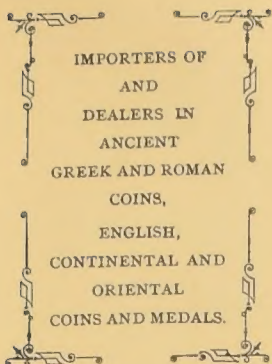 IMPORTERS OF
AND
DEALERS IN
ANCIENT
GREEK AND ROMAN
COINS,
ENGLISH,
CONTINENTAL AND
ORIENTAL
COINS AND MEDALS.